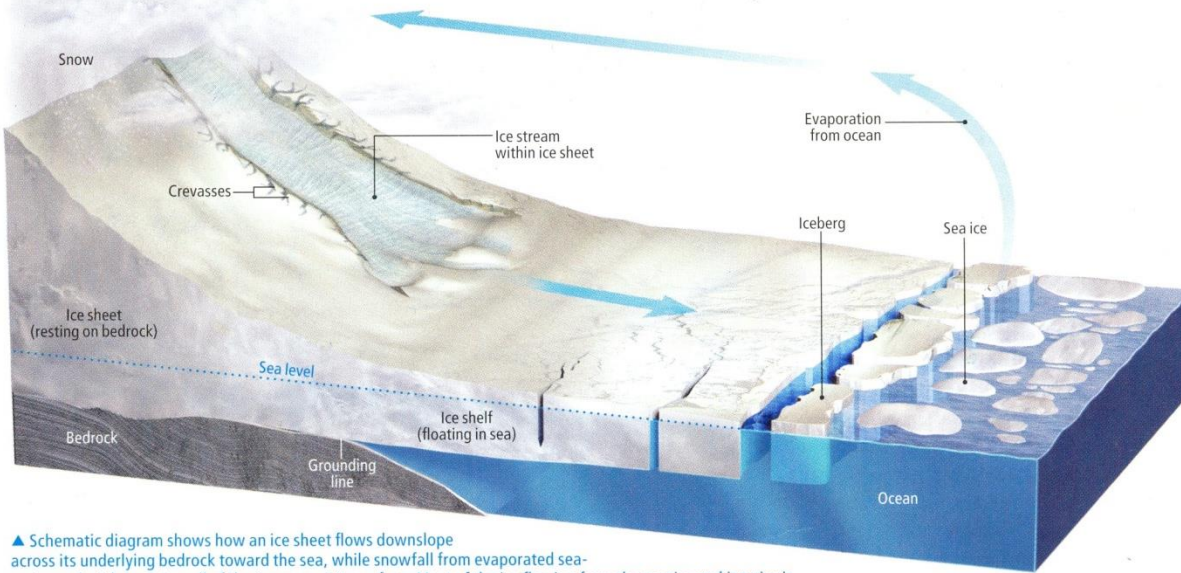 Snow
Ice stream
within ice sheet
Crevasses
Evaporation
from ocean
Iceberg
Sea ice
Ice sheet
(resting on bedrock)
Sea level
Ice shelf
(floating in sea)
Bedrock
Grounding
line
Ocean
▲ Schematic diagram shows how an ice sheet flows downslope
across its underlying bedrock toward the sea, while snowfall from evaporated sea-